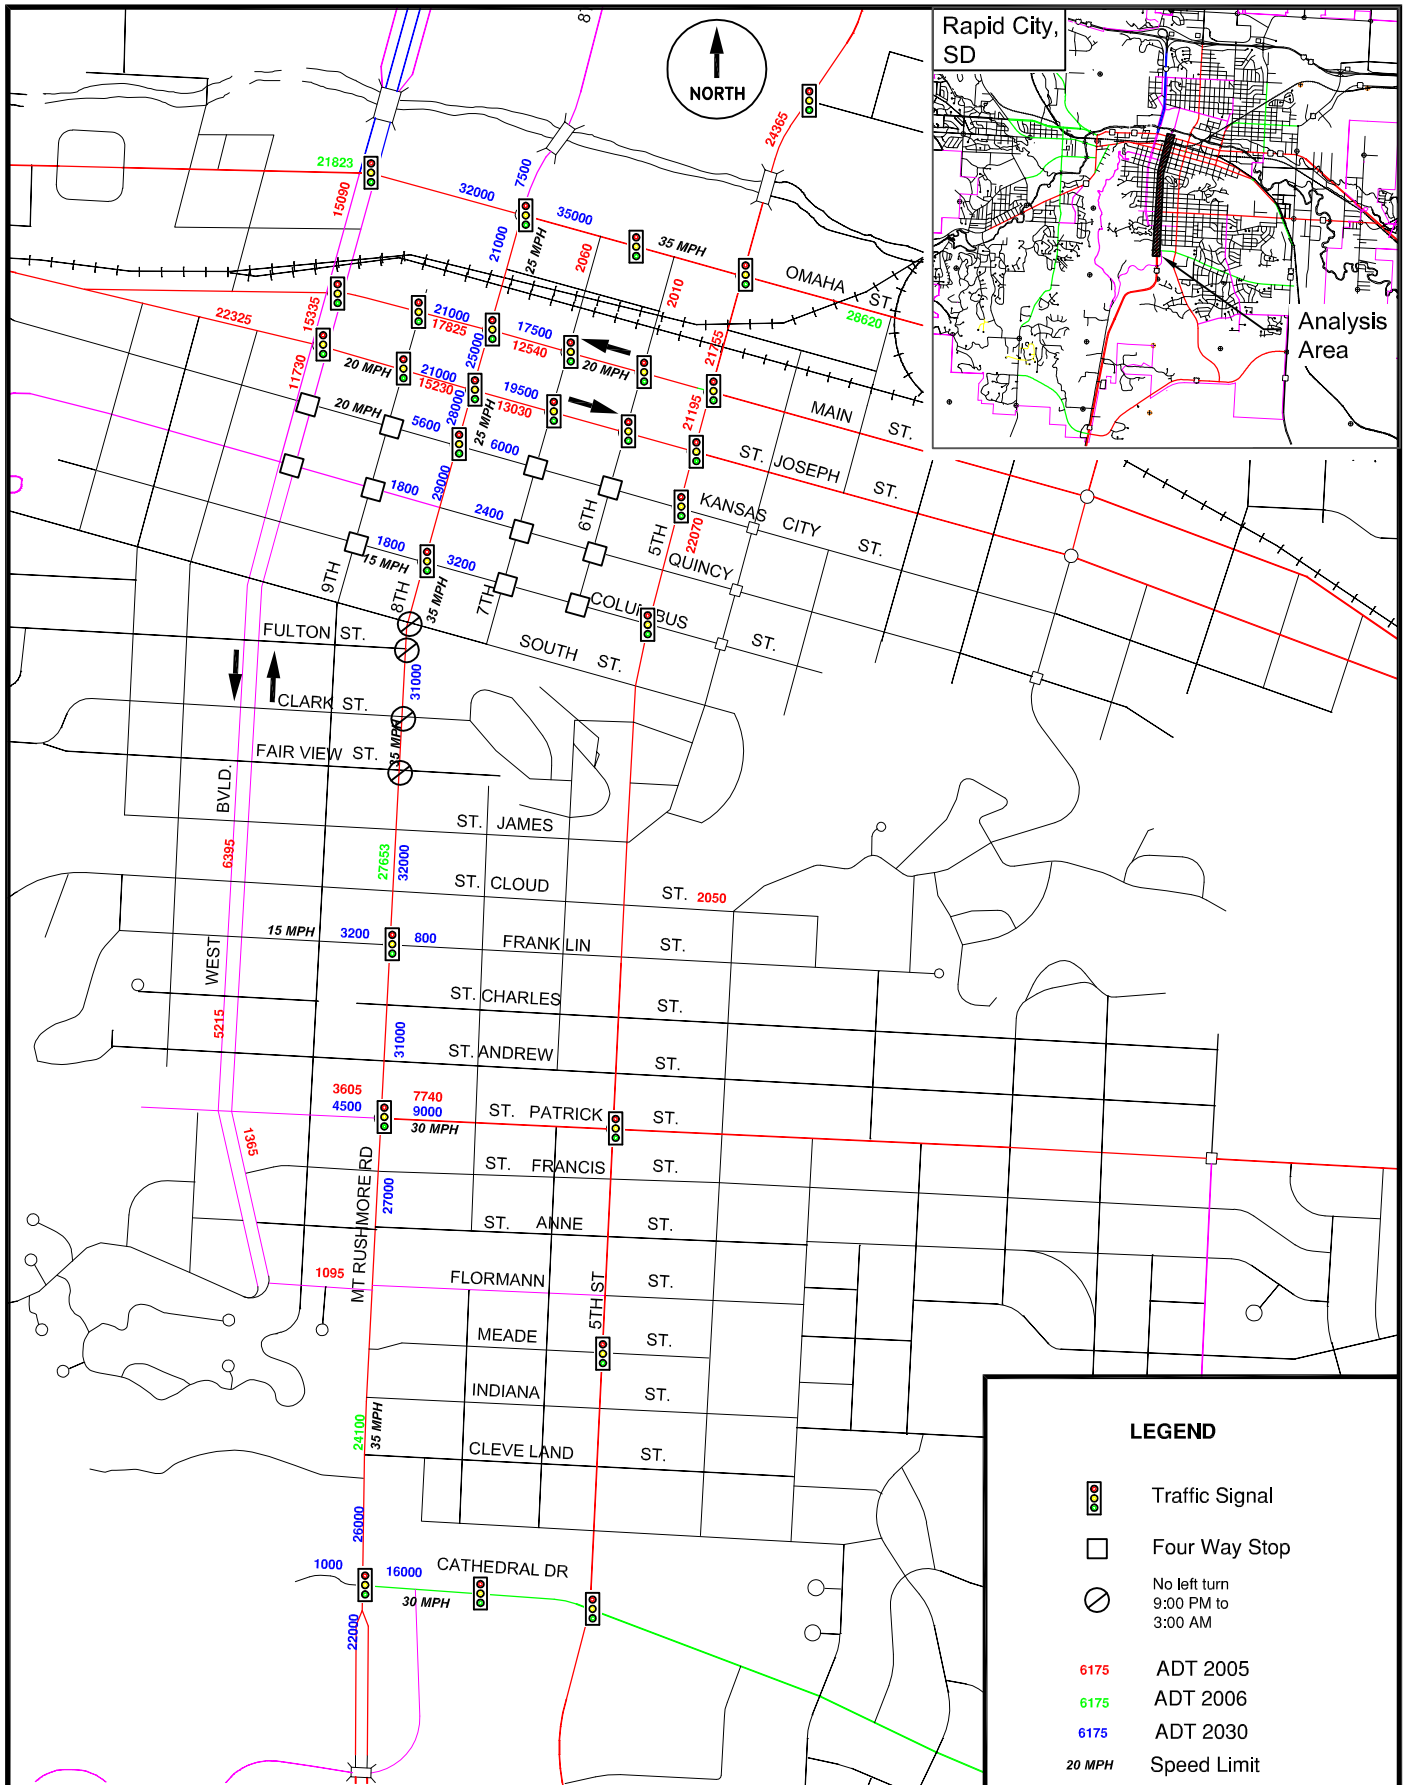 8
NORTH
Rapid City,
SD
Analysis
Area
24365
21823
15090
32000
7500
35000
35 MPH
21000
25 MPH
2060
2010
OMAHA ST.
28620
22325
15335
21000
17825
17500
12540
20 MPH
21755
25000
11730
20 MPH
21000
15230
19500
13030
28000
25 MPH
21195
MAIN ST.
20 MPH
5600
6000
29000
ST. JOSEPH ST.
1800
2400
6TH
5TH
22070
KANSAS CITY ST.
1800
15 MPH
3200
QUINCY
9TH
8TH
35 MPH
7TH
COLUMBUS ST.
FULTON ST.
SOUTH ST.
31000
CLARK ST.
35 MPH
FAIR VIEW ST.
BVLD.
ST. JAMES
6395
27653
32000
ST. CLOUD ST. 2050
15 MPH
3200
800
FRANKLIN ST.
WEST
ST. CHARLES ST.
5215
31000
ST. ANDREW ST.
3605
4500
7740
9000
30 MPH
ST. PATRICK ST.
1365
MT RUSHMORE RD
27000
ST. FRANCIS ST.
ST. ANNE ST.
1095
FLORMANN ST.
5TH ST
MEADE ST.
INDIANA ST.
24100
35 MPH
CLEVE LAND ST.
26000
1000
16000
30 MPH
CATHEDRAL DR
22000
LEGEND
Traffic Signal
Four Way Stop
No left turn
9:00 PM to
3:00 AM
6175 ADT 2005
6175 ADT 2006
6175 ADT 2030
20 MPH Speed Limit